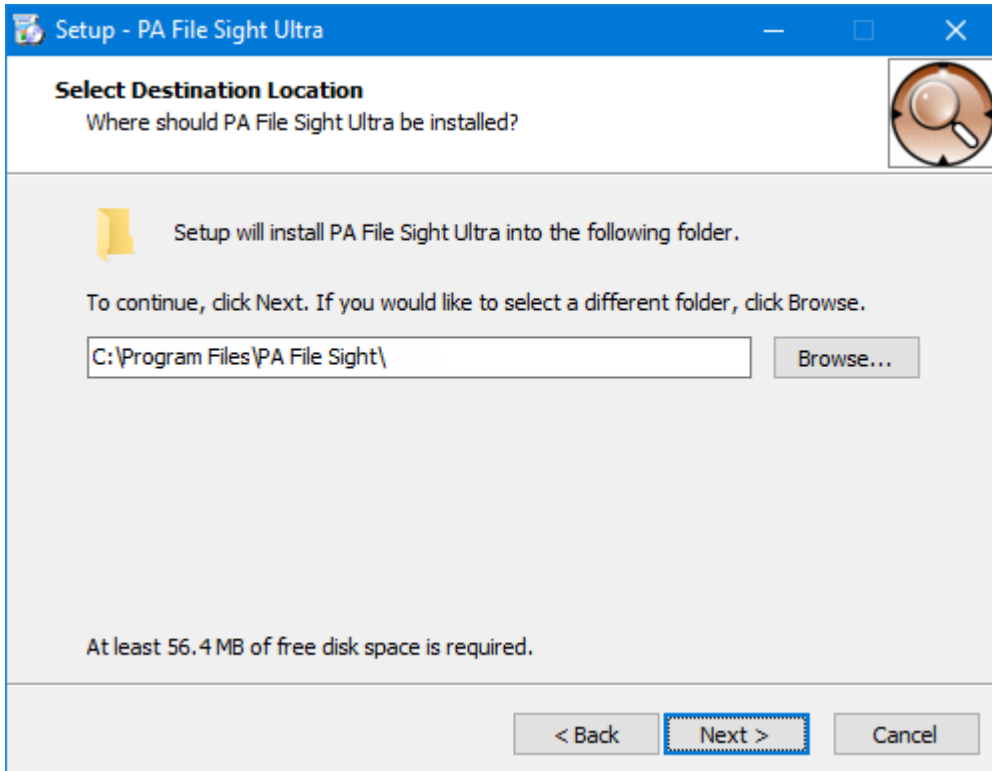 Setup - PA File Sight Ultra
Select Destination Location
Where should PA File Sight Ultra be installed?
Setup will install PA File Sight Ultra into the following folder.
To continue, click Next. If you would like to select a different folder, click Browse.
C:\Program Files\PA File Sight\
Browse...
At least 56.4 MB of free disk space is required.
< Back
Next >
Cancel